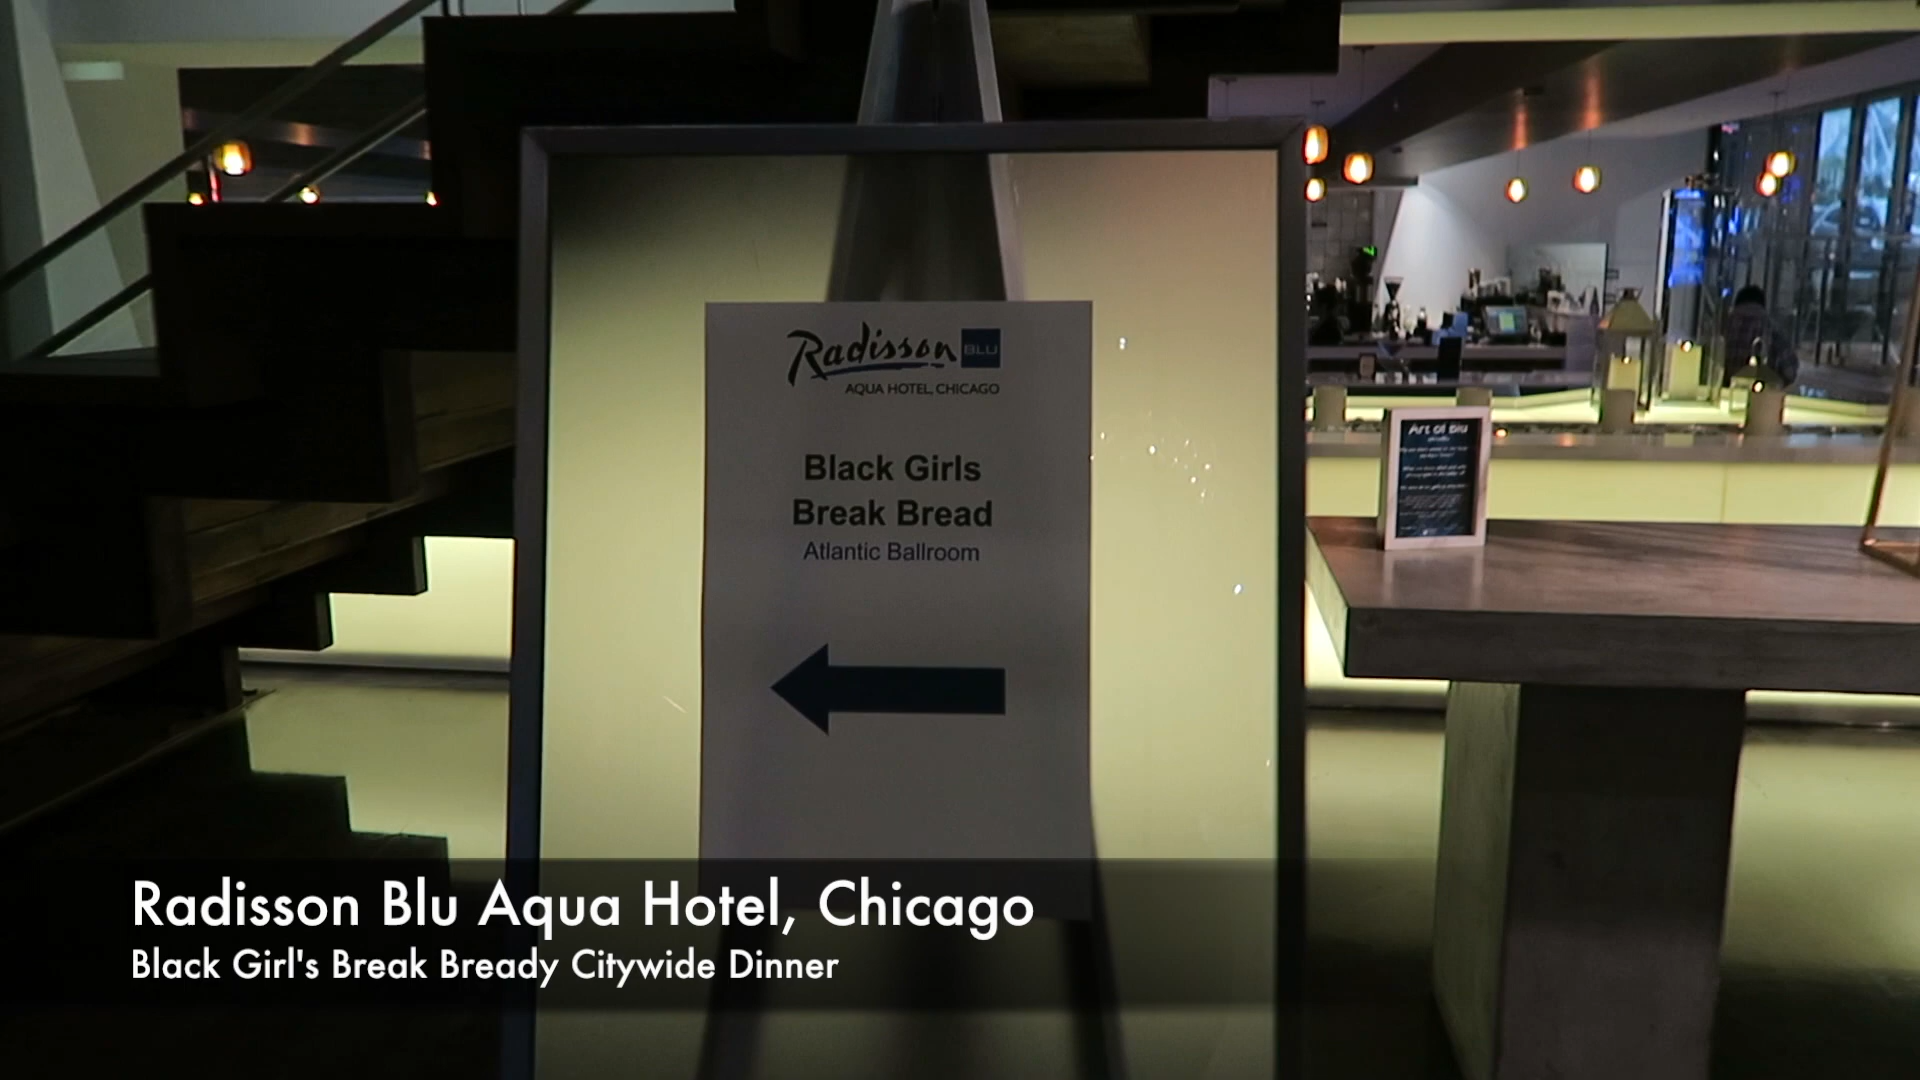 Radisson BLU
AQUA HOTEL, CHICAGO
Black Girls
Break Bread
Atlantic Ballroom
Art of blu
Radisson Blu Aqua Hotel, Chicago
Black Girl's Break Bready Citywide Dinner